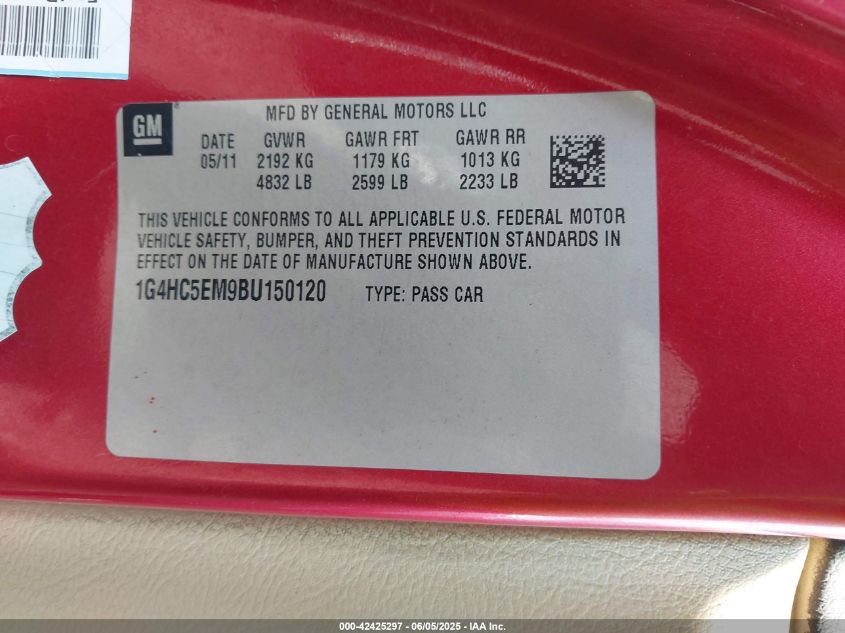 GM
MFD BY GENERAL MOTORS LLC
DATE GVWR GAWR FRT GAWR RR
05/11 2192 KG 1179 KG 1013 KG
4832 LB 2599 LB 2233 LB
THIS VEHICLE CONFORMS TO ALL APPLICABLE U.S. FEDERAL MOTOR
VEHICLE SAFETY, BUMPER, AND THEFT PREVENTION STANDARDS IN
EFFECT ON THE DATE OF MANUFACTURE SHOWN ABOVE.
1G4HC5EM9BU150120 TYPE: PASS CAR
000-42425297 - 06/05/2025 - IAA Inc.